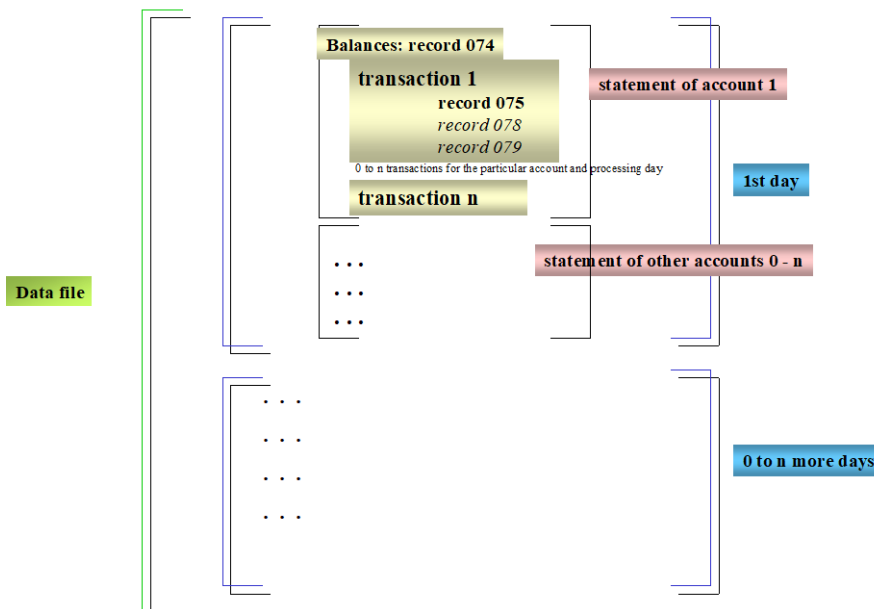 Balances: record 074
transaction 1
statement of account 1
record 075
record 078
record 079
0 to n transactions for the particular account and processing day
1st day
transaction n
statement of other accounts 0 - n
. . .
. . .
. . .
Data file
. . .
. . .
0 to n more days
. . .
. . .